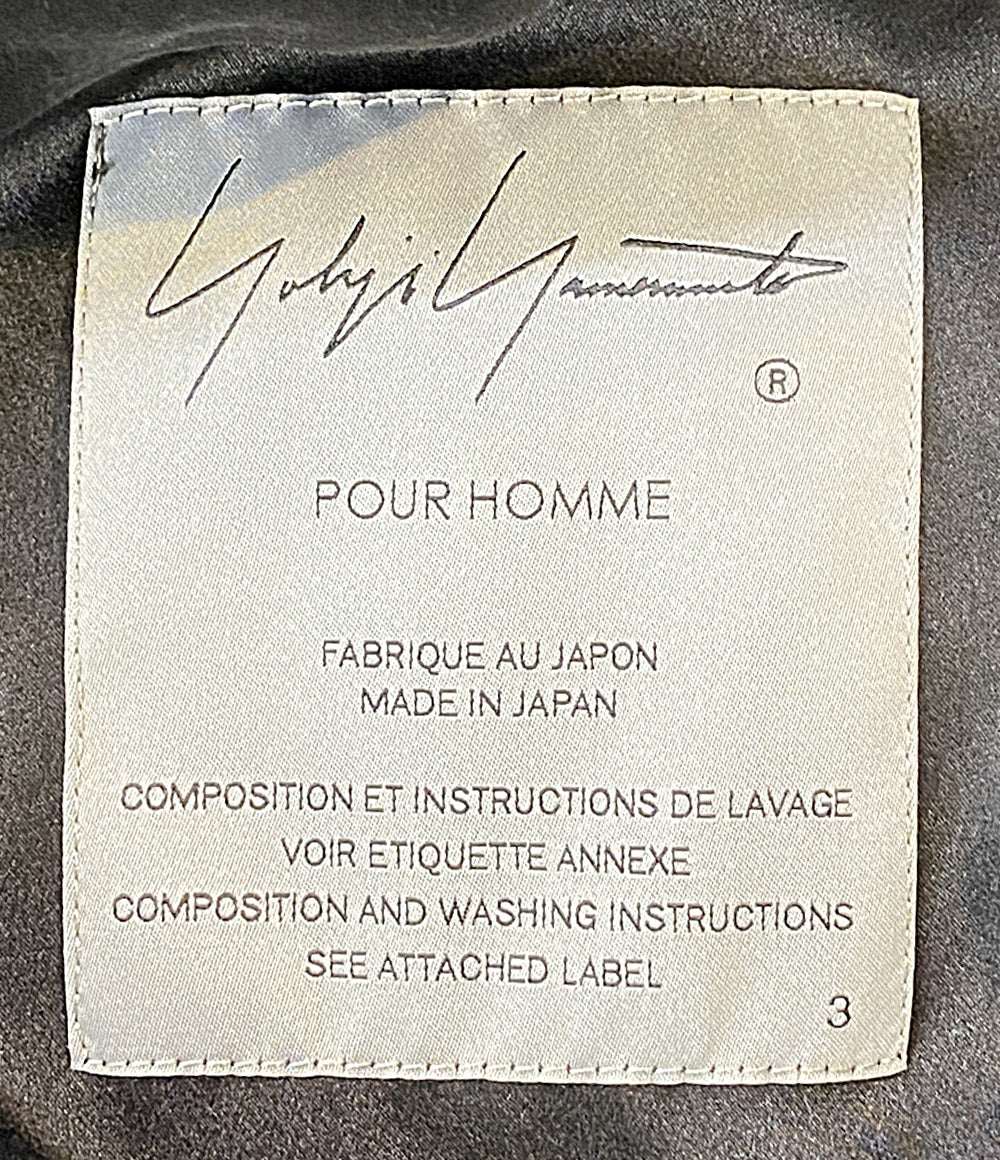 Yohji Yamamoto
®
POUR HOMME
FABRIQUE AU JAPON
MADE IN JAPAN
COMPOSITION ET INSTRUCTIONS DE LAVAGE
VOIR ETIQUETTE ANNEXE
COMPOSITION AND WASHING INSTRUCTIONS
SEE ATTACHED LABEL
3